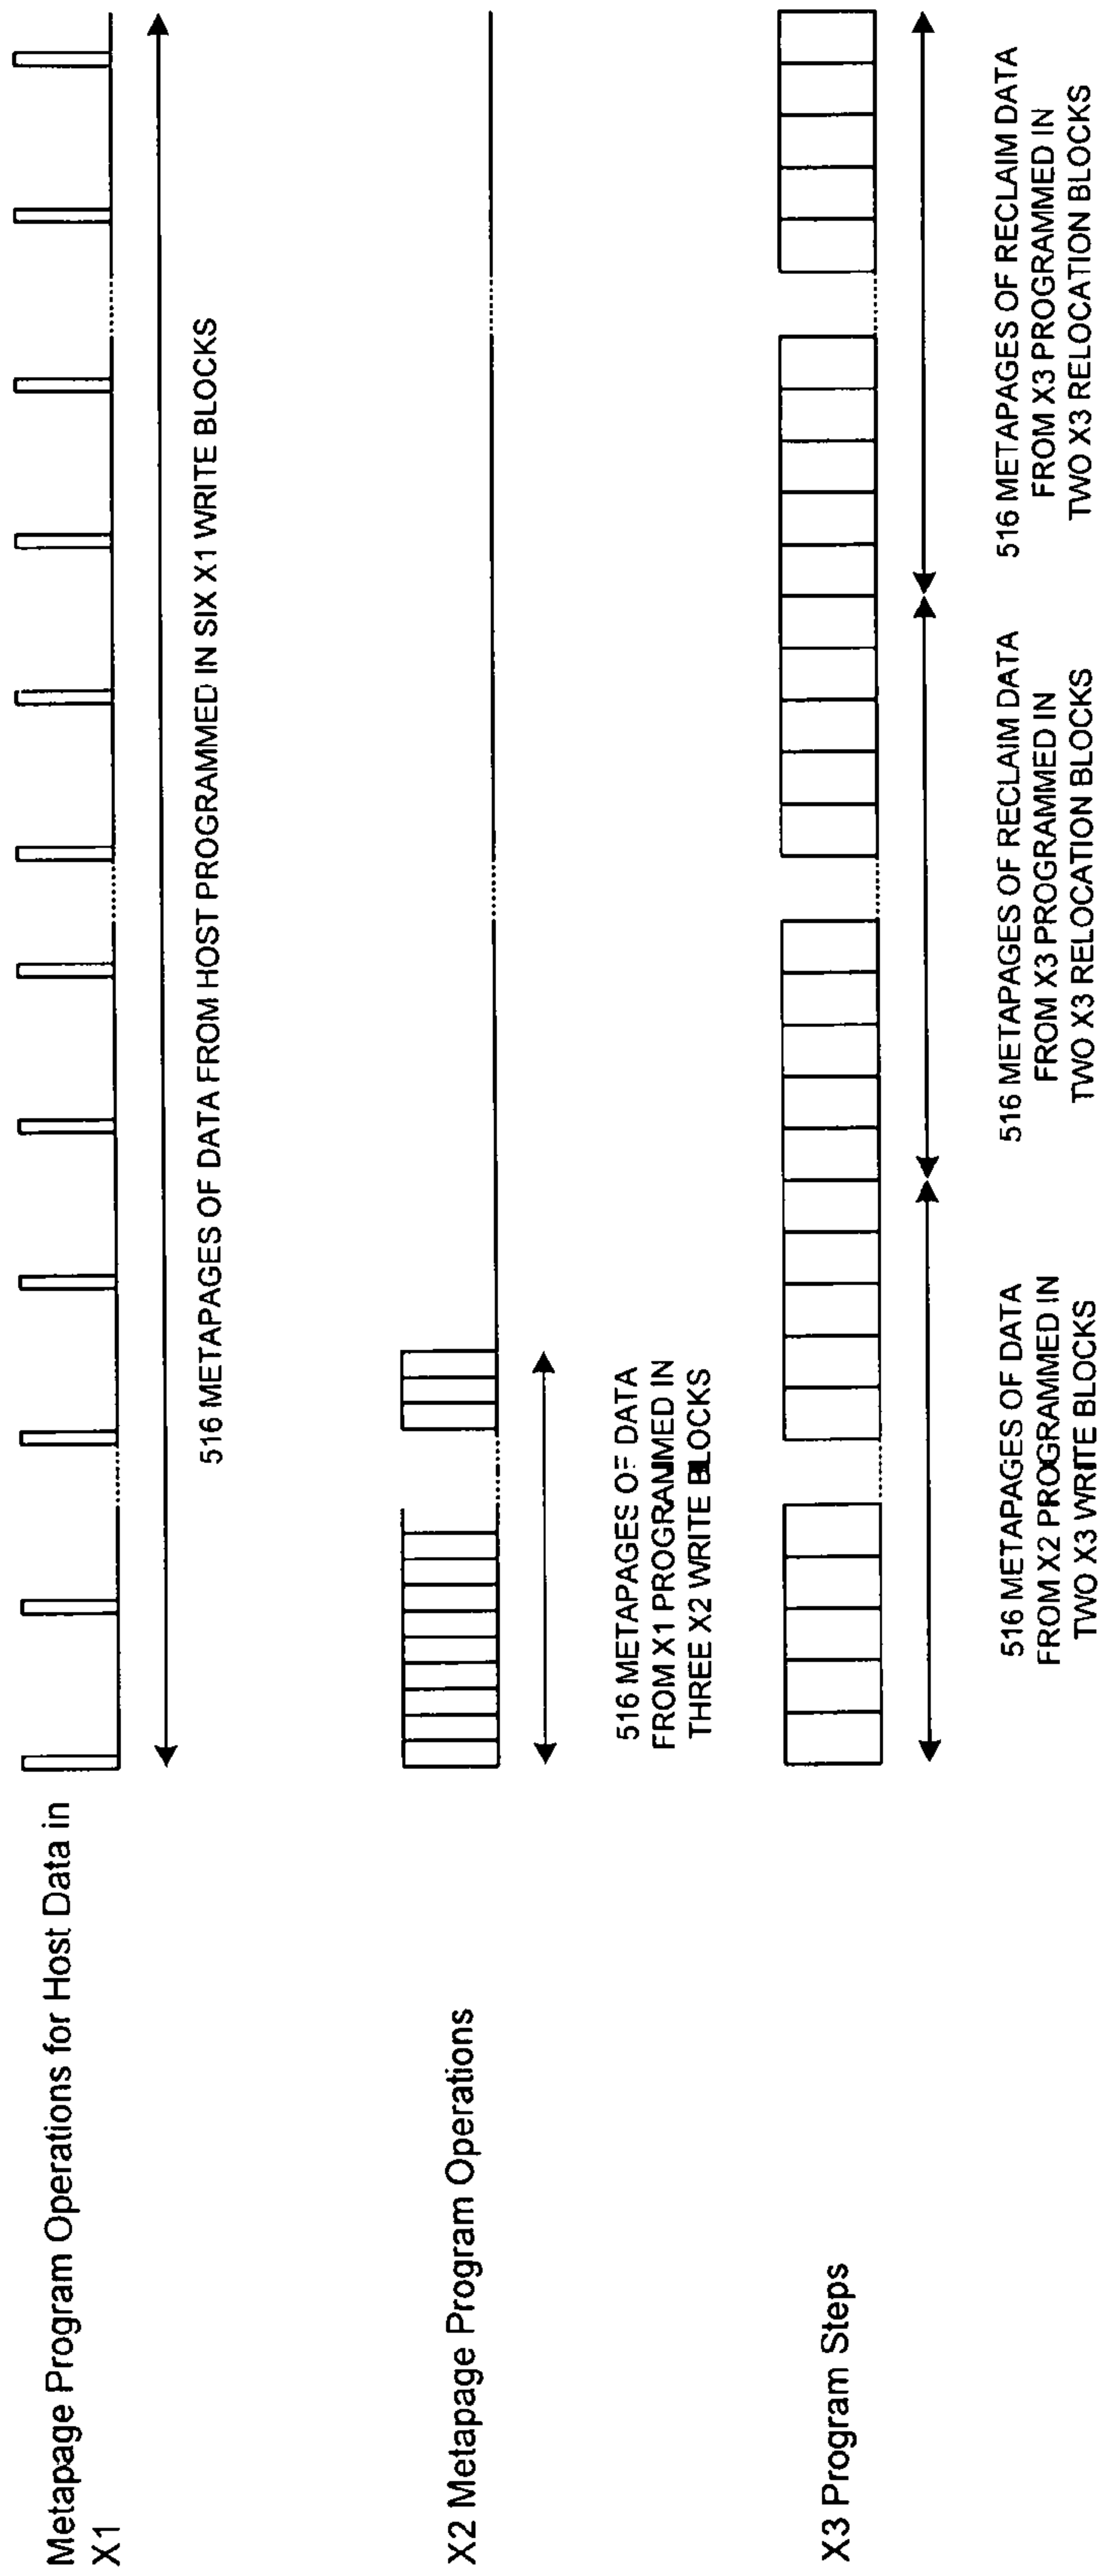 Metapage Program Operations for Host Data in
X1
516 METAPAGES OF DATA FROM HOST PROGRAMMED IN SIX X1 WRITE BLOCKS
X2 Metapage Program Operations
516 METAPAGES OF DATA
FROM X1 PROGRAMMED IN
THREE X2 WRITE BLOCKS
X3 Program Steps
516 METAPAGES OF DATA
FROM X2 PROGRAMMED IN
TWO X3 WRITE BLOCKS
516 METAPAGES OF RECLAIM DATA
FROM X3 PROGRAMMED IN
TWO X3 RELOCATION BLOCKS
516 METAPAGES OF RECLAIM DATA
FROM X3 PROGRAMMED IN
TWO X3 RELOCATION BLOCKS